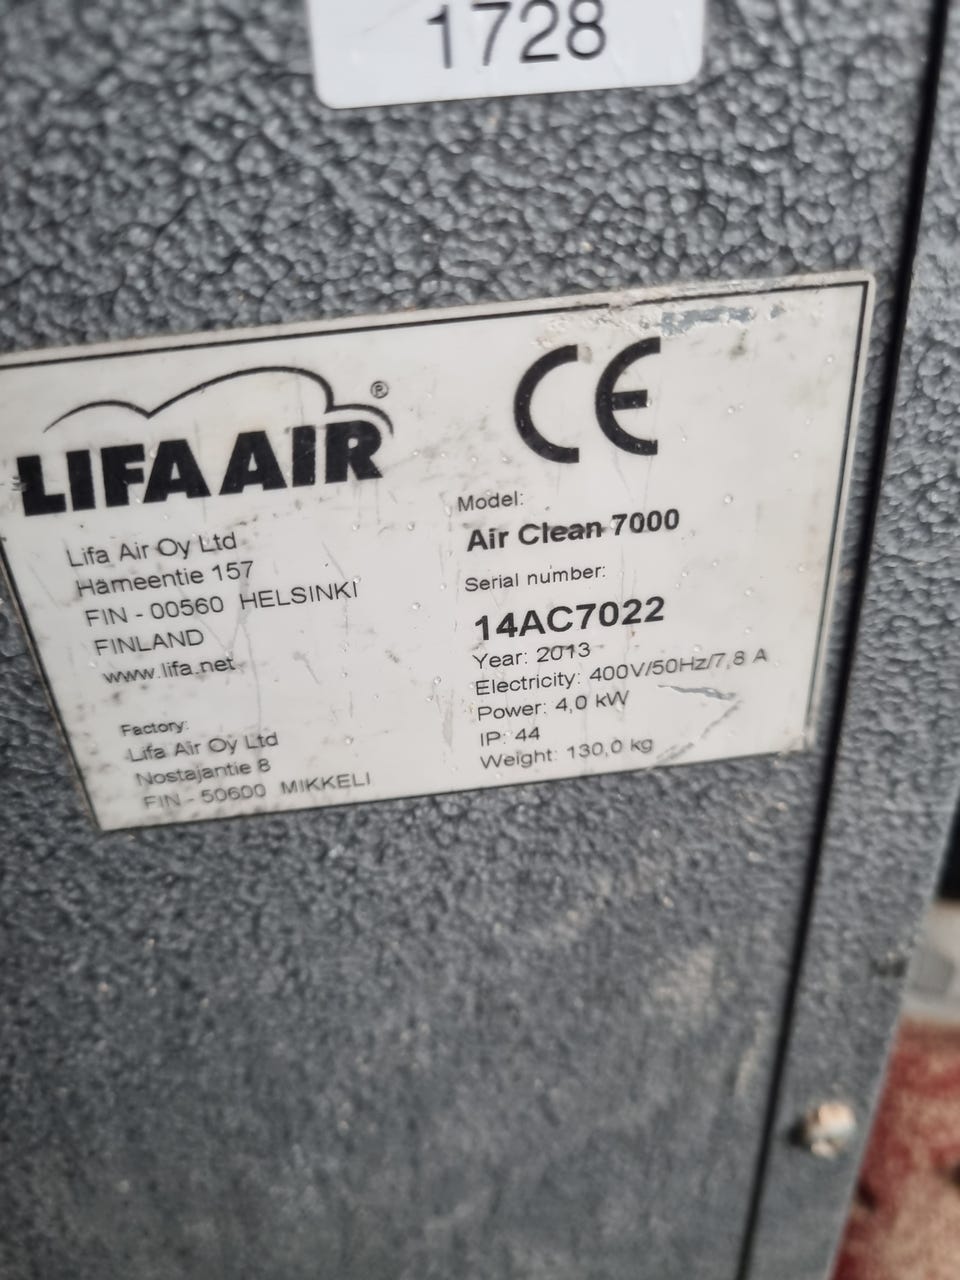 1728
LIFA AIR®
Lifa Air Oy Ltd
Hämeentie 157
FIN - 00560 HELSINKI
FINLAND
www.lifa.net
Factory:
Lifa Air Oy Ltd
Nostajantie 8
FIN - 50600 MIKKELI
CE
Model:
Air Clean 7000
Serial number:
14AC7022
Year: 2013
Electricity: 400V/50Hz/7,8 A
Power: 4,0 kW
IP: 44
Weight: 130,0 kg